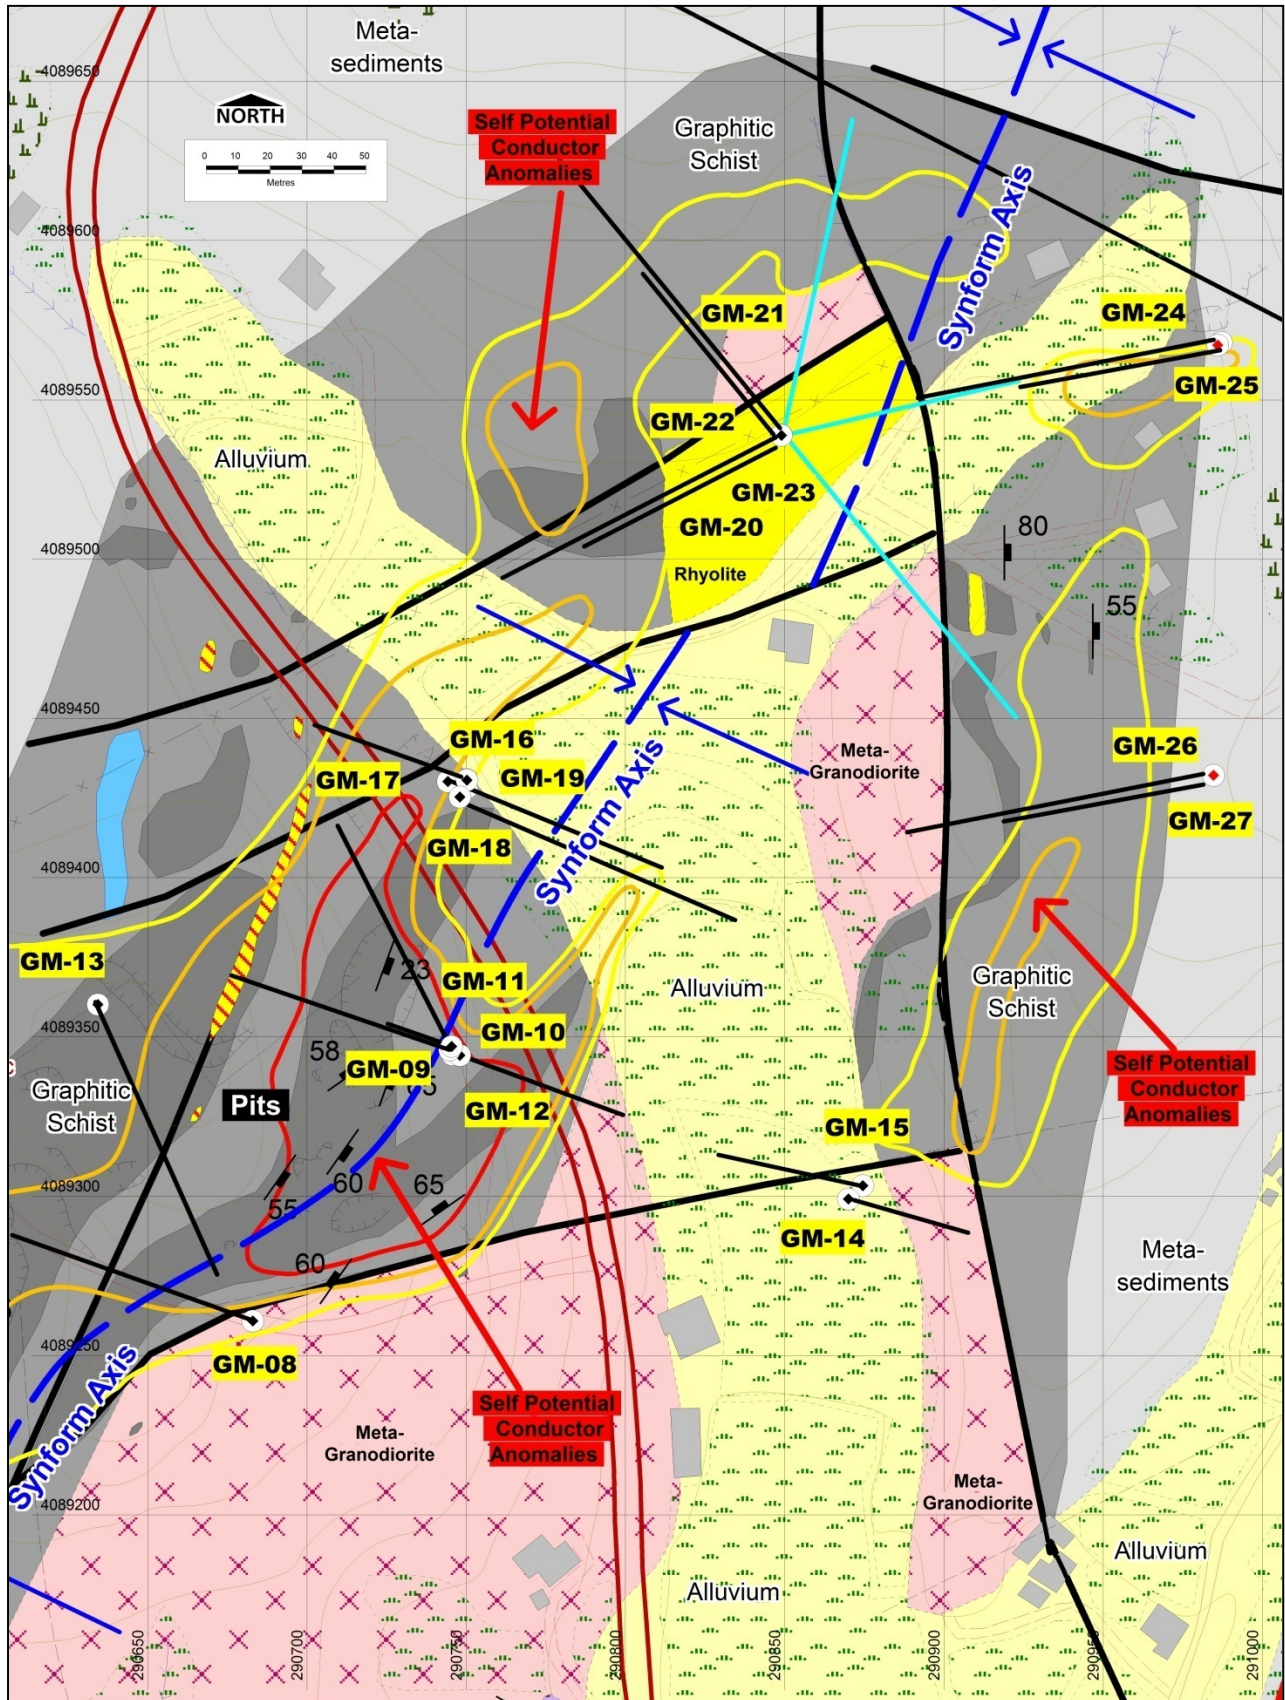 Meta-
sediments
4089650
NORTH
0 10 20 30 40 50
Metres
Self Potential
Conductor
Anomalies
Graphitic
Schist
Synform Axis
4089600
GM-21
GM-24
GM-25
4089550
GM-22
Alluvium
GM-23
GM-20
Rhyolite
80
4089500
55
4089450
GM-16
GM-17
GM-19
GM-18
Synform Axis
Meta-
Granodiorite
GM-26
GM-27
4089400
GM-13
23
GM-11
Alluvium
Graphitic
Schist
4089350
GM-10
58
GM-09
GM-12
Graphitic
Schist
Pits
Self Potential
Conductor
Anomalies
GM-15
60
65
55
4089300
GM-14
60
Meta-
sediments
4089250
GM-08
Synform Axis
Self Potential
Conductor
Anomalies
Meta-
Granodiorite
4089200
Meta-
Granodiorite
Alluvium
Alluvium
290650
290700
290750
290800
290850
290900
290950
291000